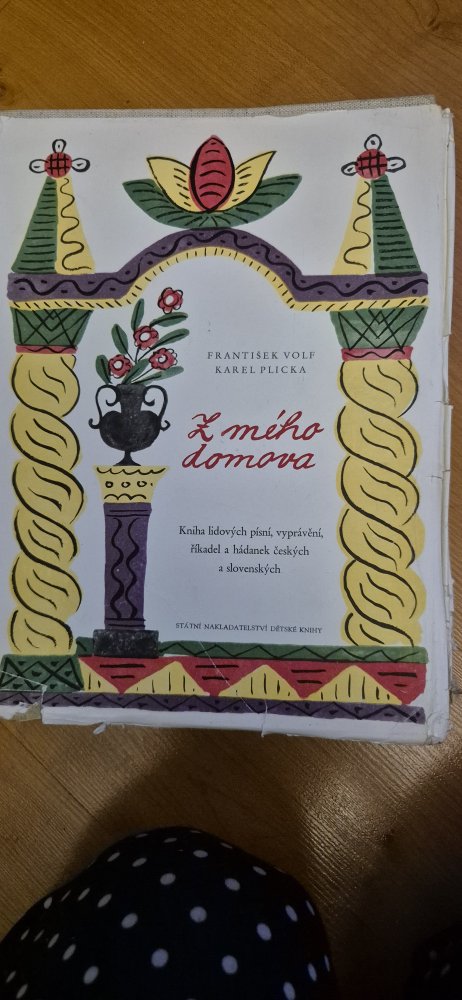 FRANTIŠEK VOLF
KAREL PLICKA
Z mého
domova
Kniha lidových písní, vyprávění,
říkadel a hádanek českých
a slovenských
STÁTNÍ NAKLADATELSTVÍ DĚTSKÉ KNIHY